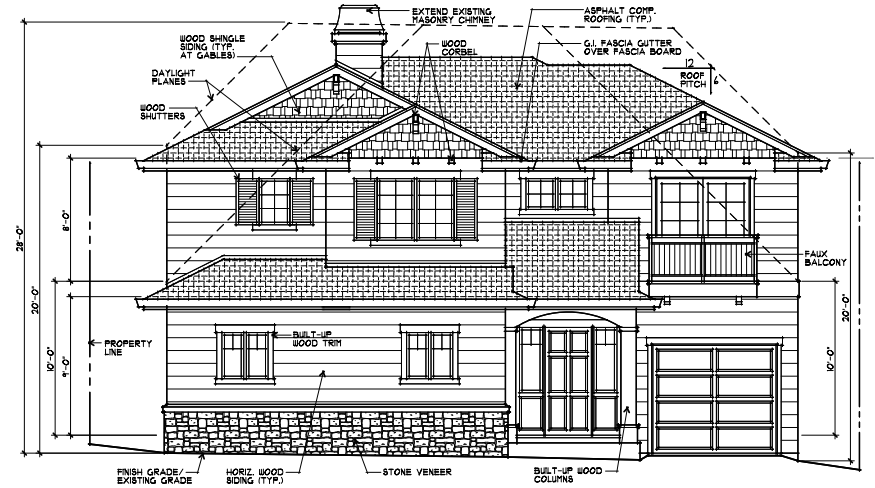 EXTEND EXISTING
MASONRY CHIMNEY
ASPHALT COMP.
ROOFING (TYP.)
WOOD SHINGLE
SIDING (TYP.
AT GABLES)
WOOD
CORBEL
G.I. FASCIA GUTTER
OVER FASCIA BOARD
12
ROOF
PITCH
6
DAYLIGHT
PLANES
WOOD
SHUTTERS
8'-0"
28'-0"
20'-0"
FAUX
BALCONY
20'-0"
PROPERTY
LINE
BUILT-UP
WOOD TRIM
10'-0"
9'-0"
10'-0"
FINISH GRADE/
EXISTING GRADE
HORIZ. WOOD
SIDING (TYP.)
STONE VENEER
BUILT-UP WOOD
COLUMNS